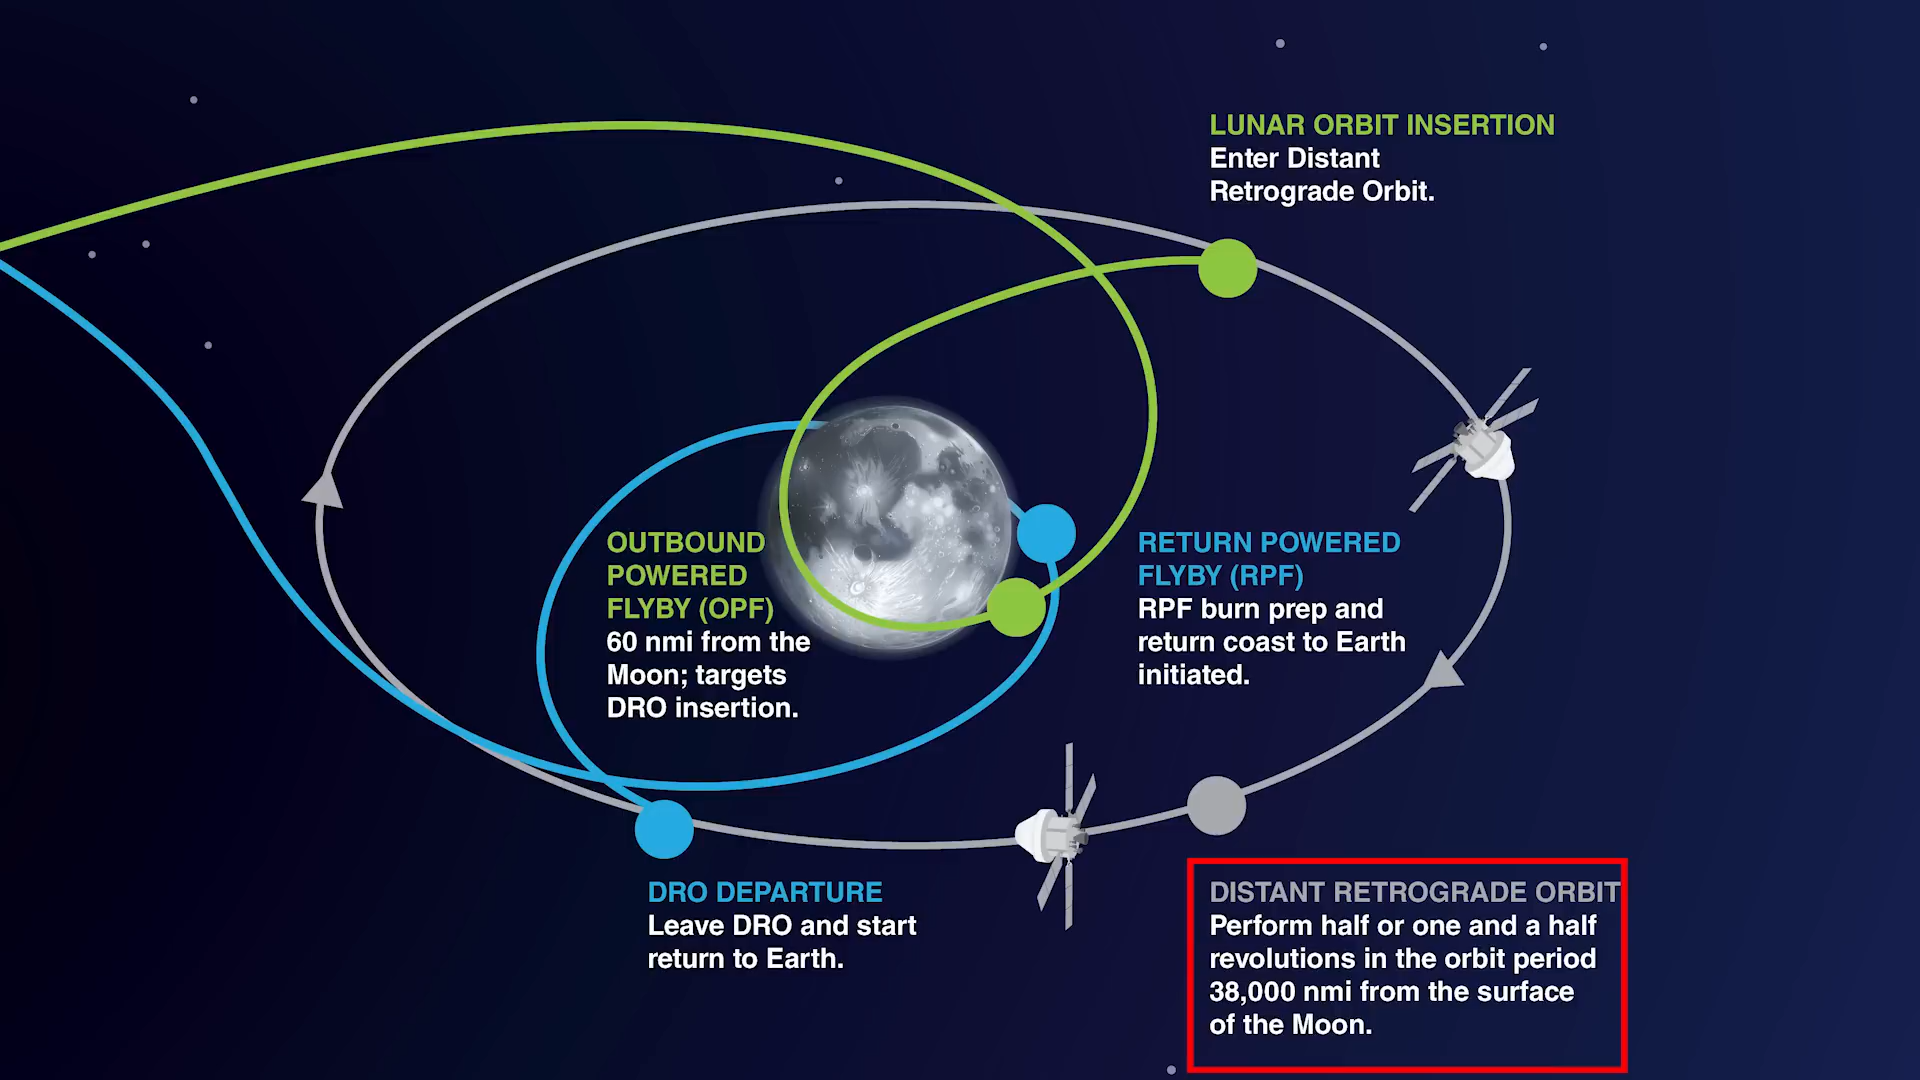 LUNAR ORBIT INSERTION
Enter Distant
Retrograde Orbit.
OUTBOUND
POWERED
FLYBY (OPF)
60 nmi from the
Moon; targets
DRO insertion.
RETURN POWERED
FLYBY (RPF)
RPF burn prep and
return coast to Earth
initiated.
DRO DEPARTURE
Leave DRO and start
return to Earth.
DISTANT RETROGRADE ORBIT
Perform half or one and a half
revolutions in the orbit period
38,000 nmi from the surface
of the Moon.